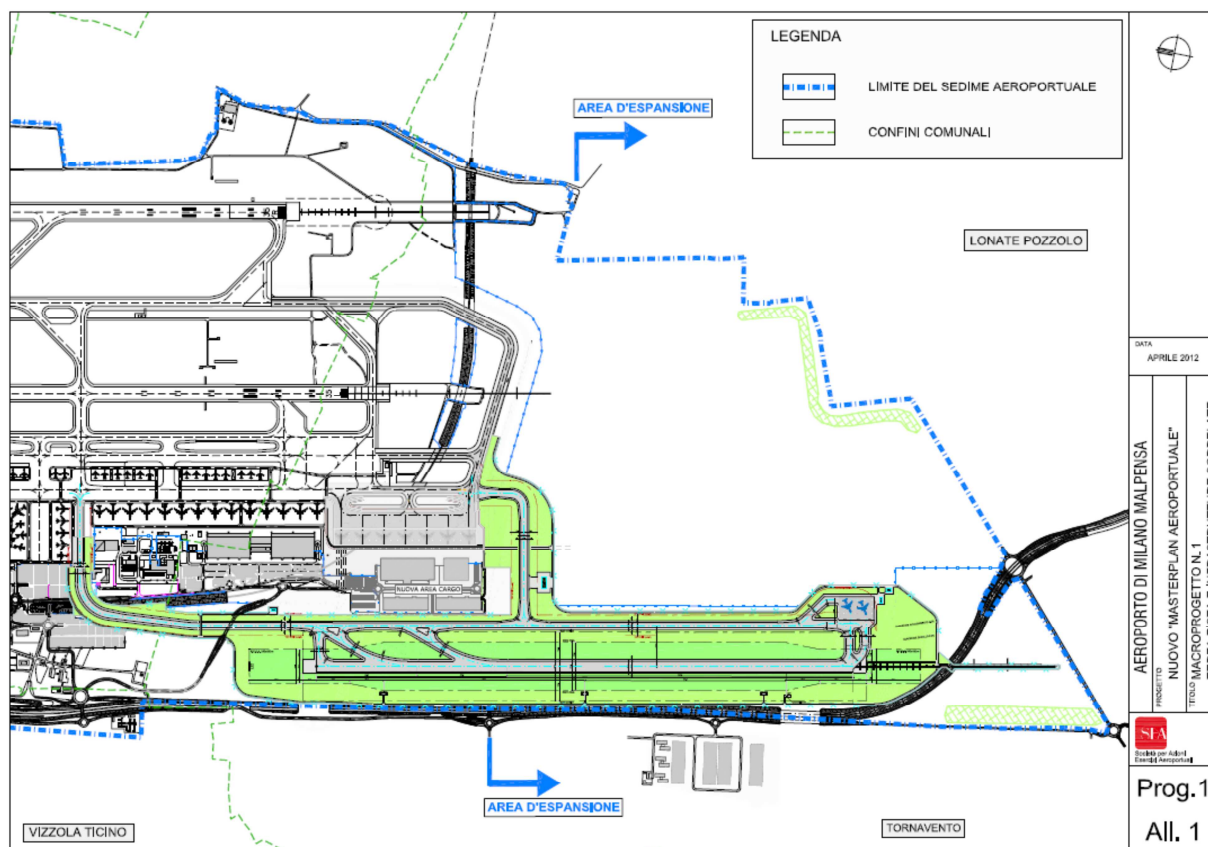 LEGENDA
LIMITE DEL SEDIME AEROPORTUALE
CONFINI COMUNALI
AREA D'ESPANSIONE
LONATE POZZOLO
35
NUOVA AREA CARGO
AREA D'ESPANSIONE
VIZZOLA TICINO
TORNAVENTO
DATA
APRILE 2012
AEROPORTO DI MILANO MALPENSA
PROGETTO
NUOVO "MASTERPLAN AEROPORTUALE"
TITOLO
MACROPROGETTO N. 1
SEA
Società per Azioni
Esercizi Aeroportuali
Prog.1
All. 1